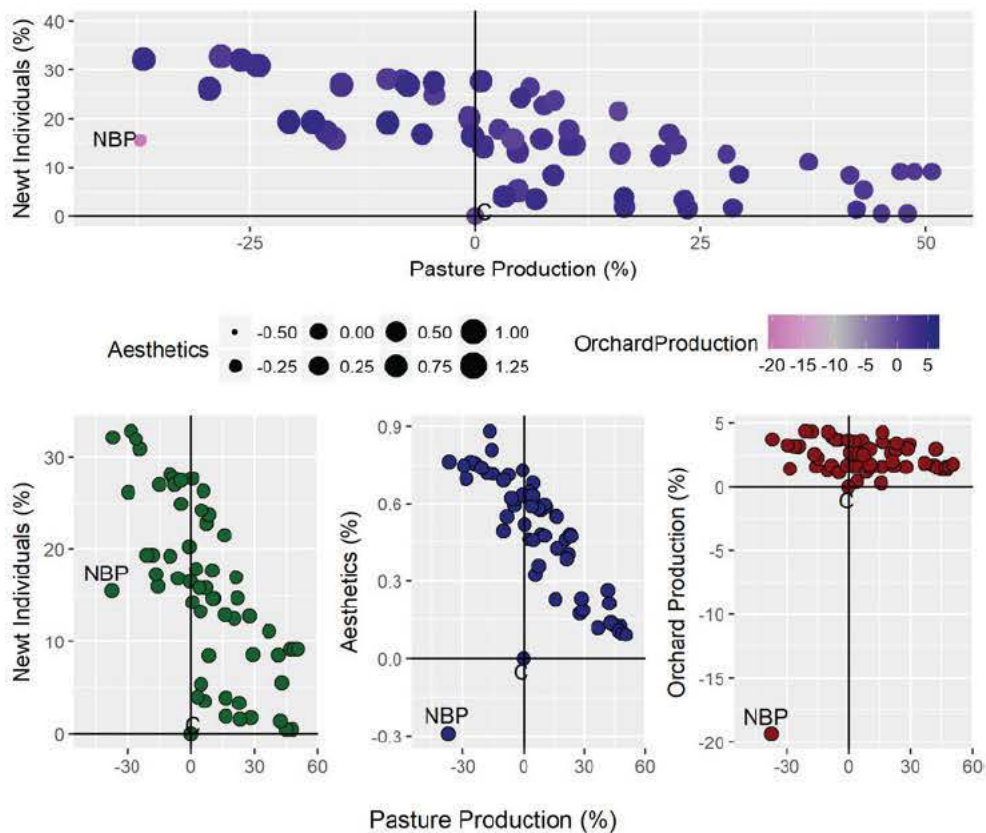 40
30
20
10
0
Newt Individuals (%)
NBP
C
-25 0 25 50
Pasture Production (%)
Aesthetics
-0.50 0.00 0.50 1.00
-0.25 0.25 0.75 1.25
OrchardProduction
-20 -15 -10 -5 0 5
30
20
10
0
Newt Individuals (%)
NBP
C
-30 0 30 60
0.9
0.6
0.3
0.0
-0.3
Aesthetics (%)
C
NBP
-30 0 30 60
5
0
-5
-10
-15
-20
Orchard Production (%)
C
NBP
-30 0 30 60
Pasture Production (%)